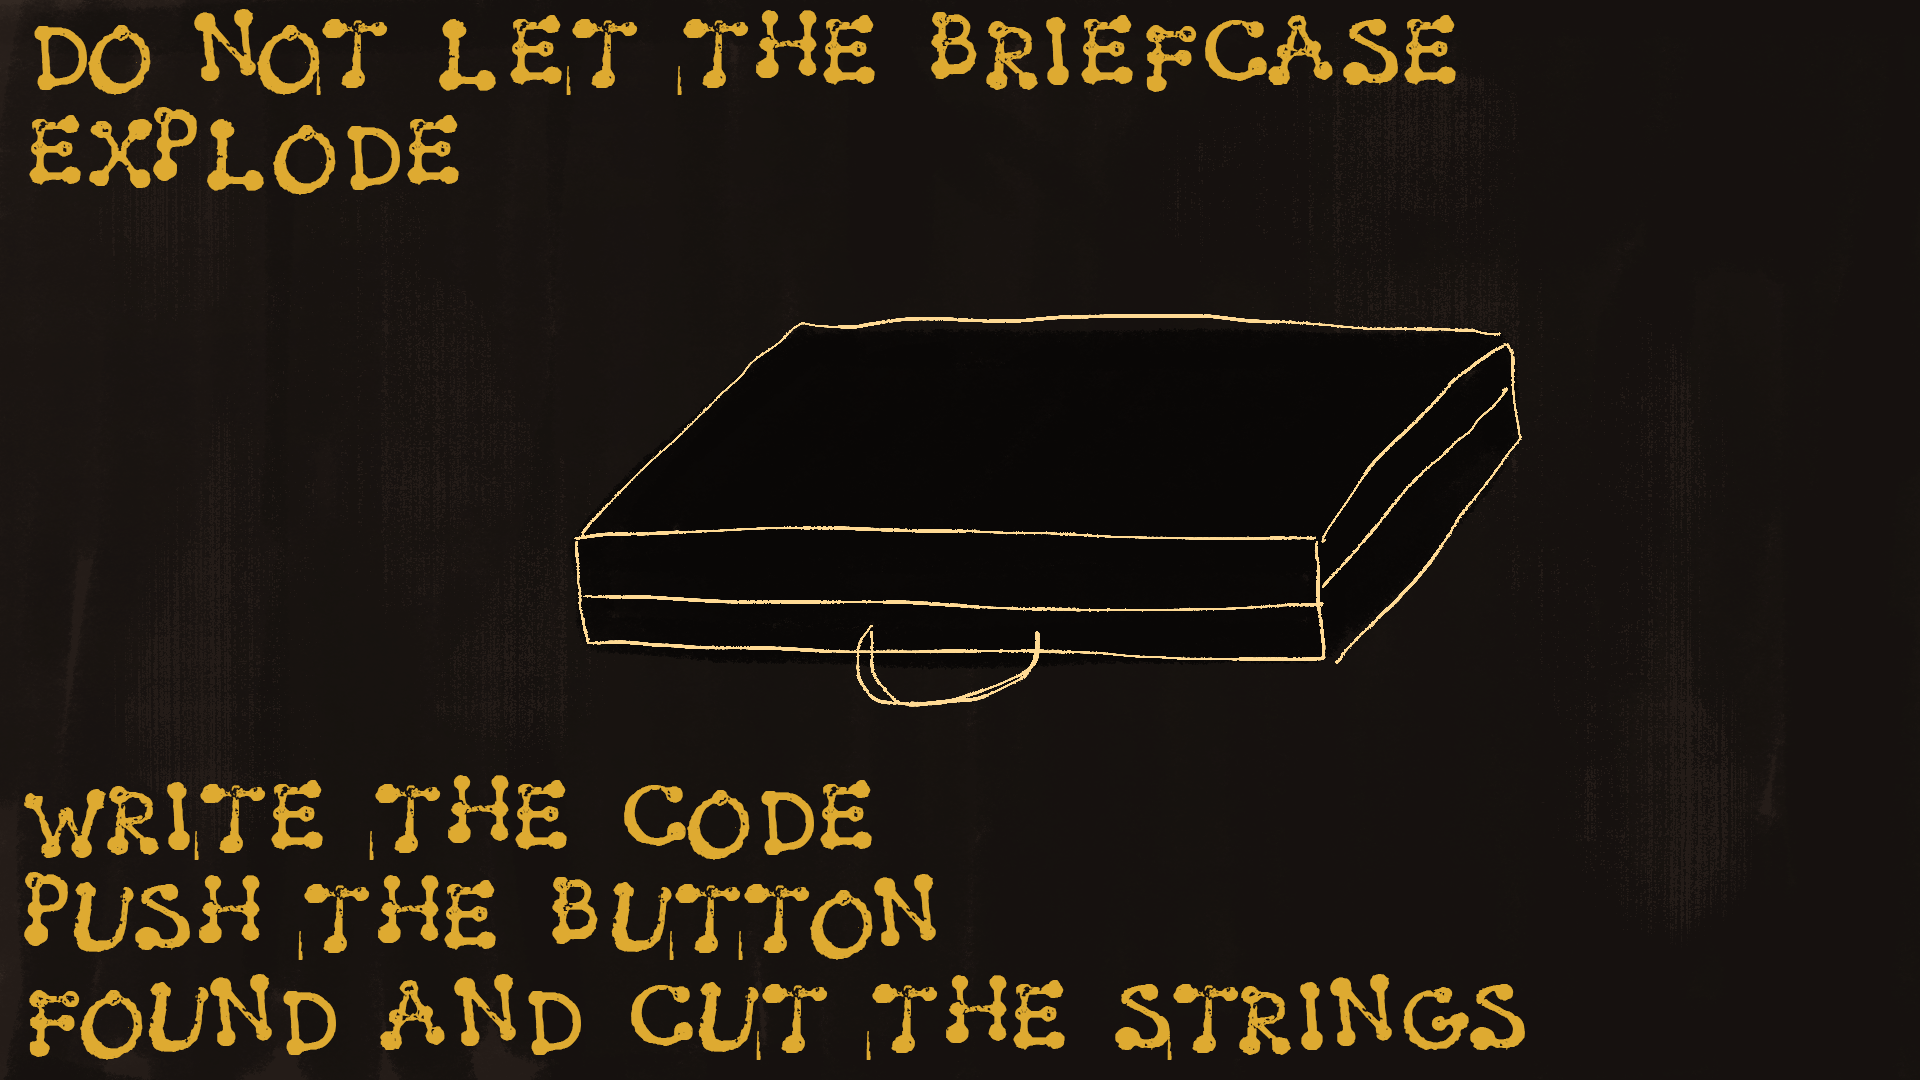 DO NOT LET THE BRIEFCASE
EXPLODE
WRITE THE CODE
PUSH THE BUTTON
FOUND AND CUT THE STRINGS